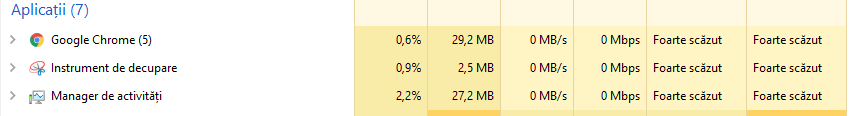 Aplicații (7)
Google Chrome (5) 0,6% 29,2 MB 0 MB/s 0 Mbps Foarte scăzut Foarte scăzut
Instrument de decupare 0,9% 2,5 MB 0 MB/s 0 Mbps Foarte scăzut Foarte scăzut
Manager de activități 2,2% 27,2 MB 0 MB/s 0 Mbps Foarte scăzut Foarte scăzut